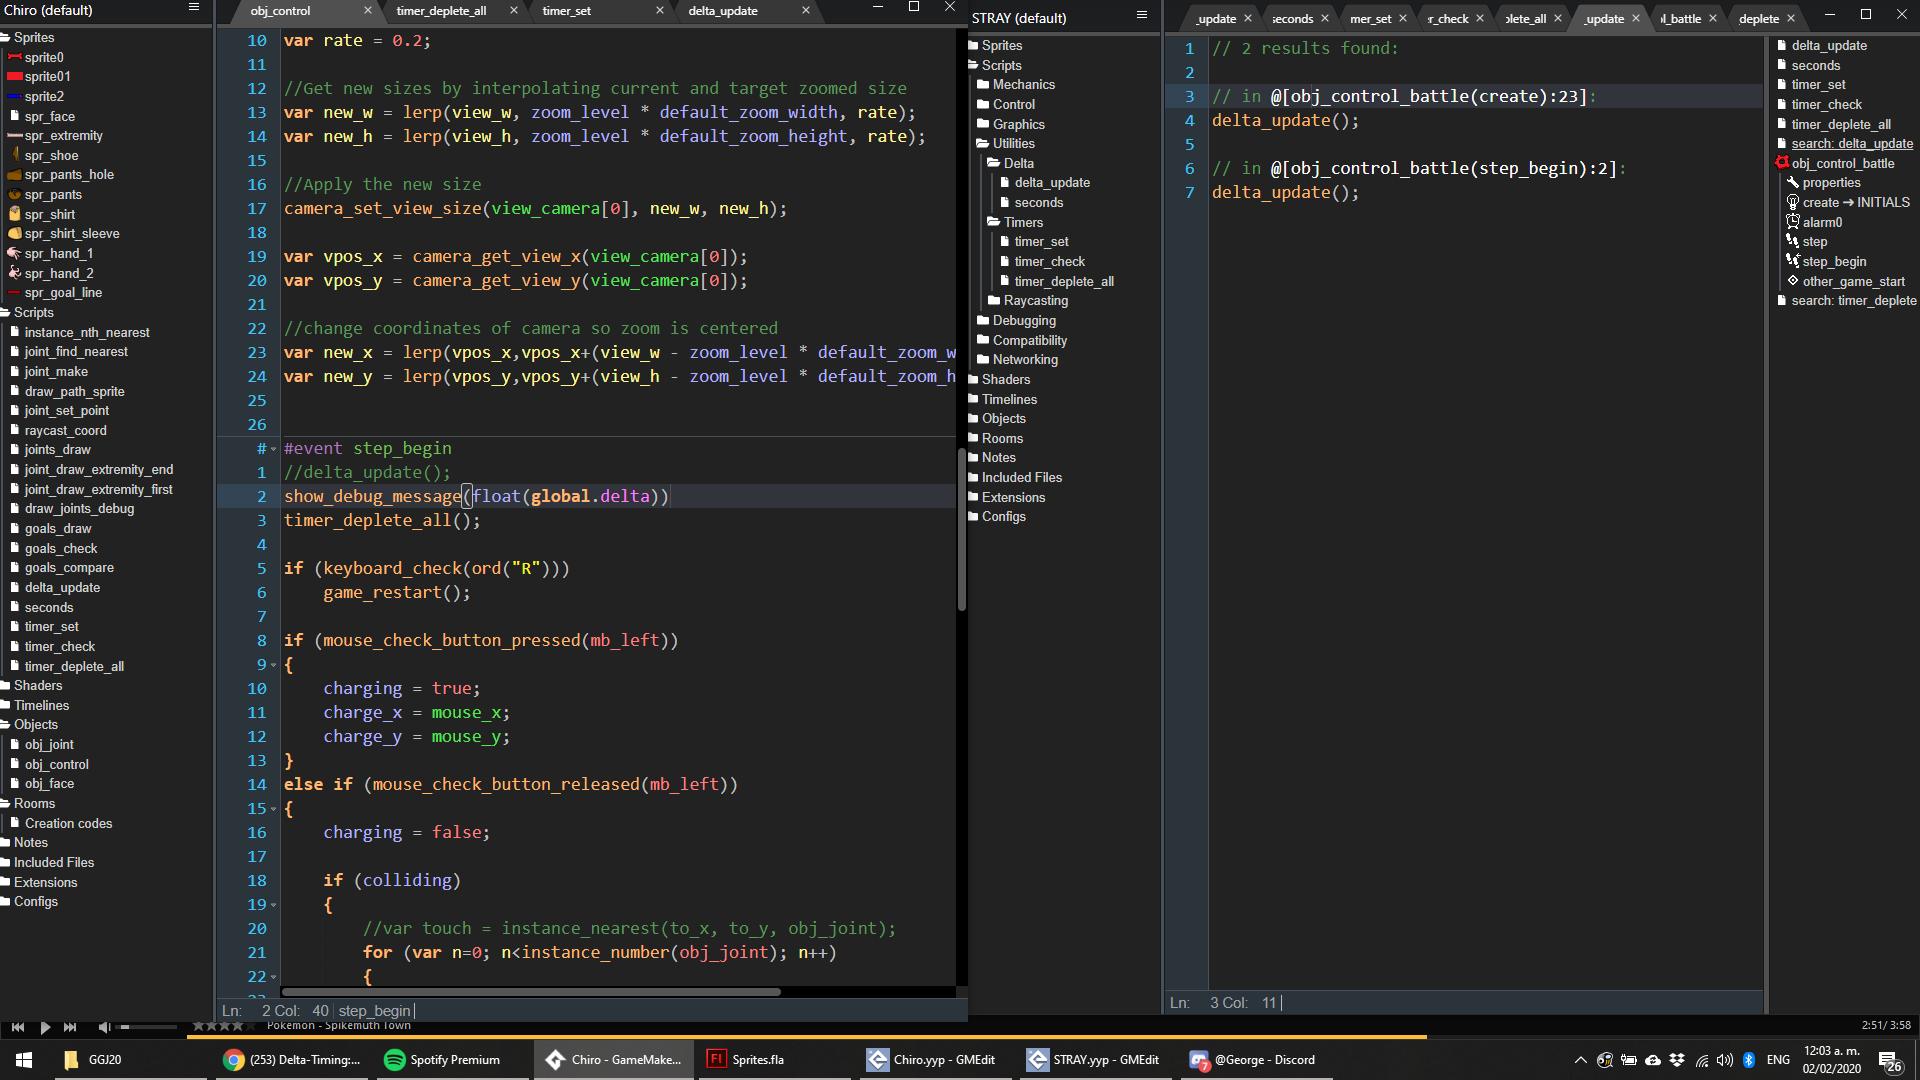 Chiro (default)
Sprites
sprite0
sprite01
sprite2
spr_face
spr_extremity
spr_shoe
spr_pants_hole
spr_pants
spr_shirt
spr_shirt_sleeve
spr_hand_1
spr_hand_2
spr_goal_line
Scripts
instance_nth_nearest
joint_find_nearest
joint_make
draw_path_sprite
joint_set_point
raycast_coord
joints_draw
joint_draw_extremity_end
joint_draw_extremity_first
draw_joints_debug
goals_draw
goals_check
goals_compare
delta_update
seconds
timer_set
timer_check
timer_deplete_all
Shaders
Timelines
Objects
obj_joint
obj_control
obj_face
Rooms
Creation codes
Notes
Included Files
Extensions
Configs
obj_control × timer_deplete_all × timer_set × delta_update ×
10 var rate = 0.2;
11
12 //Get new sizes by interpolating current and target zoomed size
13 var new_w = lerp(view_w, zoom_level * default_zoom_width, rate);
14 var new_h = lerp(view_h, zoom_level * default_zoom_height, rate);
15
16 //Apply the new size
17 camera_set_view_size(view_camera[0], new_w, new_h);
18
19 var vpos_x = camera_get_view_x(view_camera[0]);
20 var vpos_y = camera_get_view_y(view_camera[0]);
21
22 //change coordinates of camera so zoom is centered
23 var new_x = lerp(vpos_x,vpos_x+(view_w - zoom_level * default_zoom_w
24 var new_y = lerp(vpos_y,vpos_y+(view_h - zoom_level * default_zoom_h
25
26
# #event step_begin
1 //delta_update();
2 show_debug_message(float(global.delta))
3 timer_deplete_all();
4
5 if (keyboard_check(ord("R")))
6 game_restart();
7
8 if (mouse_check_button_pressed(mb_left))
9 {
10 charging = true;
11 charge_x = mouse_x;
12 charge_y = mouse_y;
13 }
14 else if (mouse_check_button_released(mb_left))
15 {
16 charging = false;
17
18 if (colliding)
19 {
20 //var touch = instance_nearest(to_x, to_y, obj_joint);
21 for (var n=0; n<instance_number(obj_joint); n++)
22 {
Ln: 2 Col: 40 step_begin
STRAY (default)
Sprites
Scripts
Mechanics
Control
Graphics
Utilities
Delta
delta_update
seconds
Timers
timer_set
timer_check
timer_deplete_all
Raycasting
Debugging
Compatibility
Networking
Shaders
Timelines
Objects
Rooms
Notes
Included Files
Extensions
Configs
_update × seconds × mer_set × r_check × lete_all × _update × l_battle × deplete ×
1 // 2 results found:
2
3 // in @[obj_control_battle(create):23]:
4 delta_update();
5
6 // in @[obj_control_battle(step_begin):2]:
7 delta_update();
Ln: 3 Col: 11
delta_update
seconds
timer_set
timer_check
timer_deplete_all
search: delta_update
obj_control_battle
properties
create → INITIALS
alarm0
step
step_begin
other_game_start
search: timer_deplete
Pokémon - Spikemuth Town
2:51/ 3:58
GGJ20
(253) Delta-Timing:...
Spotify Premium
Chiro - GameMake...
Fl Sprites.fla
Chiro.yyp - GMEdit
STRAY.yyp - GMEdit
7 @George - Discord
ENG
12:03 a. m.
02/02/2020
26